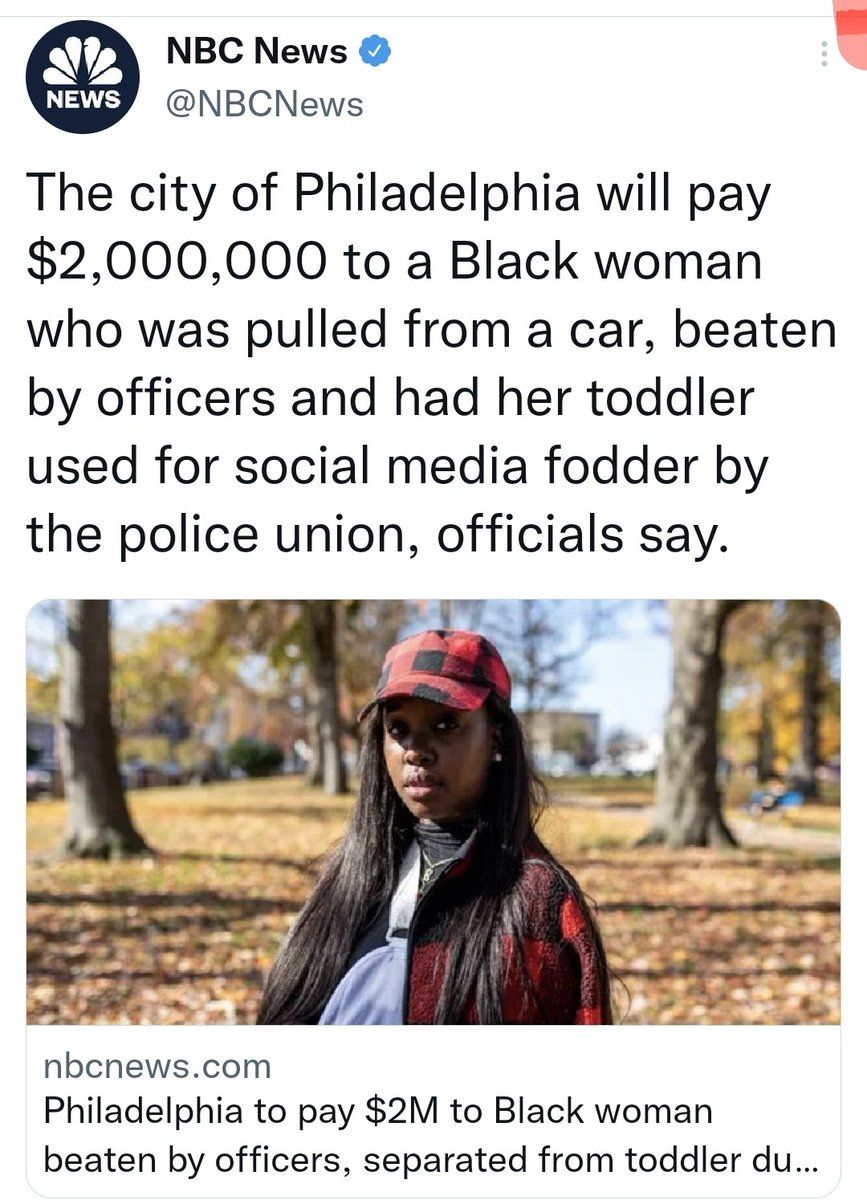 NEWS
NBC News
@NBCNews
The city of Philadelphia will pay
$2,000,000 to a Black woman
who was pulled from a car, beaten
by officers and had her toddler
used for social media fodder by
the police union, officials say.
nbcnews.com
Philadelphia to pay $2M to Black woman
beaten by officers, separated from toddler du...